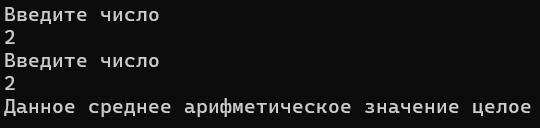 Введите число
2
Введите число
2
Данное среднее арифметическое значение целое